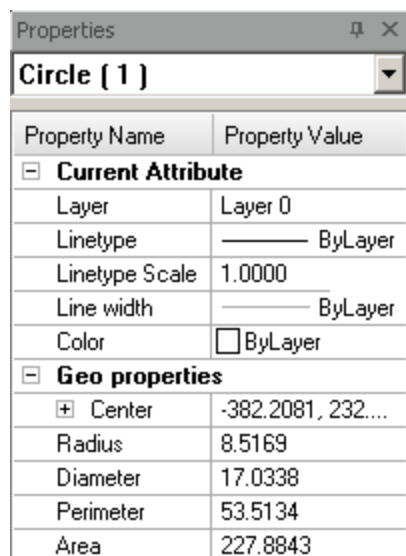 Properties
Circle ( 1 )
Property Name Property Value
Current Attribute
Layer Layer 0
Linetype ByLayer
Linetype Scale 1.0000
Line width ByLayer
Color ByLayer
Geo properties
Center -382.2081, 232....
Radius 8.5169
Diameter 17.0338
Perimeter 53.5134
Area 227.8843